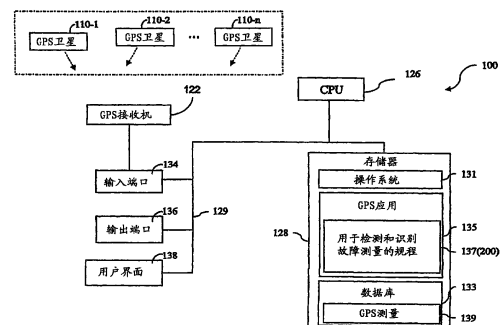 110-1
110-2
110-n
GPS卫星
GPS卫星
...
GPS卫星
CPU
126
100
122
GPS接收机
存储器
操作系统
131
134
输入端口
GPS应用
136
输出端口
129
128
135
用于检测和识别
故障测量的规程
137(200)
138
用户界面
133
数据库
GPS测量
139